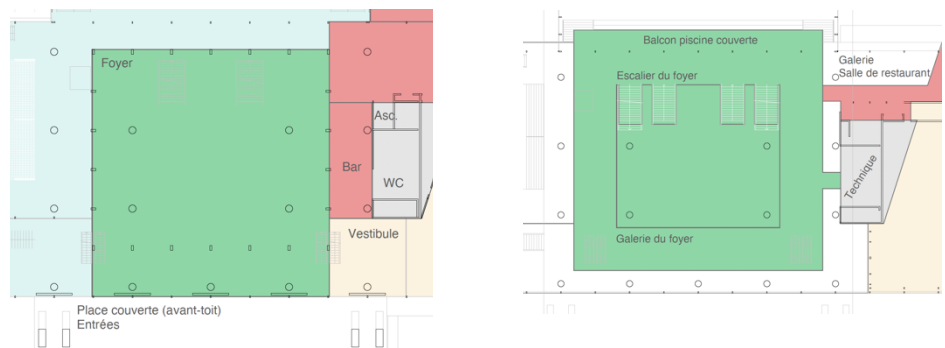 Foyer
Asc.
Bar
WC
Vestibule
Place couverte (avant-toit)
Entrées
Balcon piscine couverte
Escalier du foyer
Galerie
Salle de restaurant
Technique
Galerie du foyer